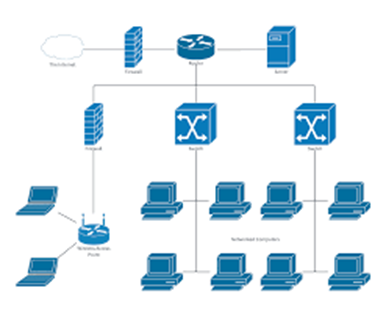 The Internet
Firewall
Router
Server
Firewall
Switch
Switch
Wireless Access
Point
Networked Computers